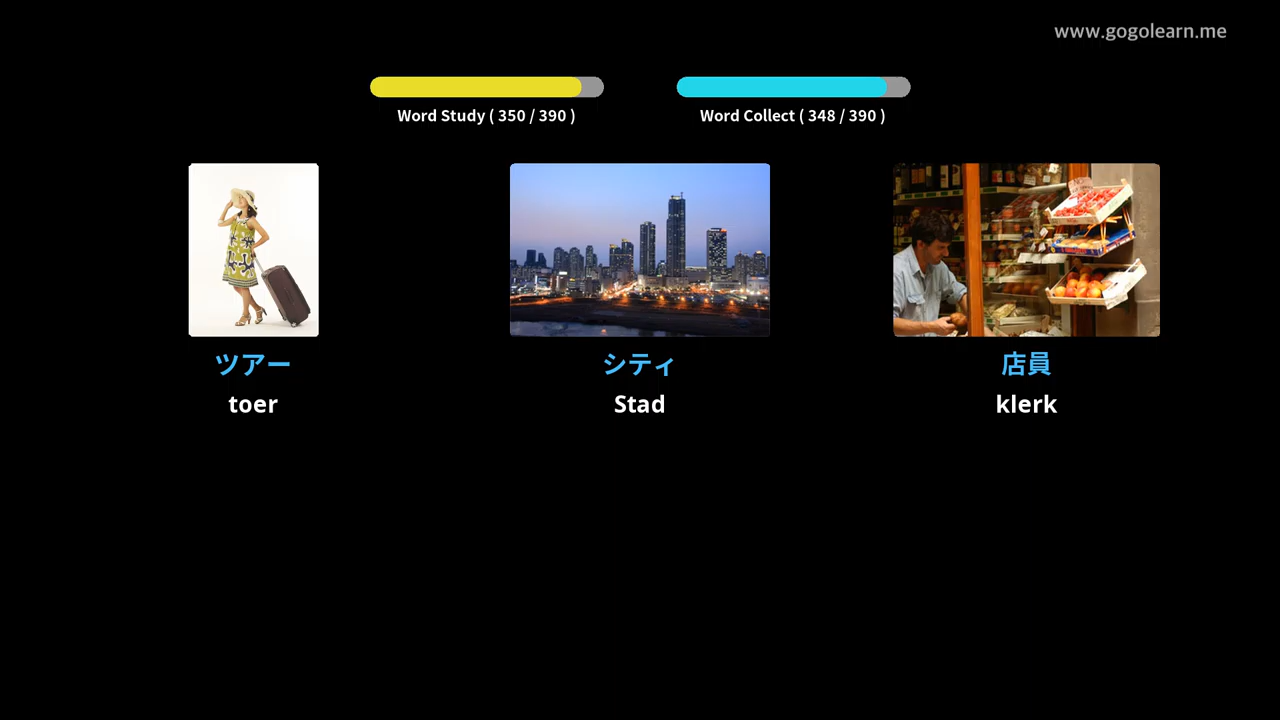 www.gogolearn.me
Word Study ( 350 / 390 )
Word Collect ( 348 / 390 )
ツアー
シティ
店員
toer
Stad
klerk